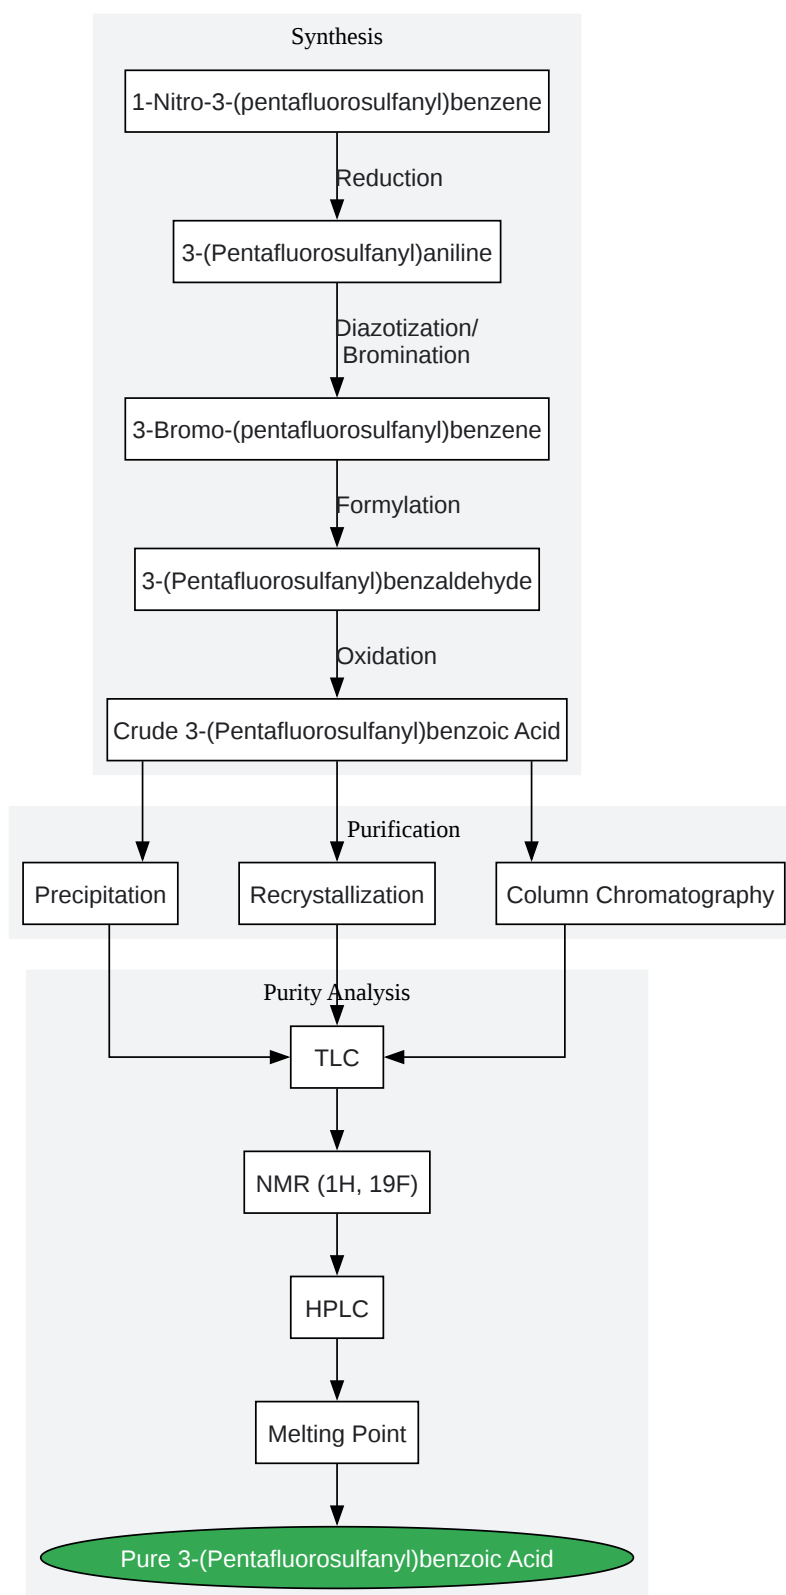 Synthesis
1-Nitro-3-(pentafluorosulfanyl)benzene
Reduction
3-(Pentafluorosulfanyl)aniline
Diazotization/
Bromination
3-Bromo-(pentafluorosulfanyl)benzene
Formylation
3-(Pentafluorosulfanyl)benzaldehyde
Oxidation
Crude 3-(Pentafluorosulfanyl)benzoic Acid
Purification
Precipitation
Recrystallization
Column Chromatography
Purity Analysis
TLC
NMR (1H, 19F)
HPLC
Melting Point
Pure 3-(Pentafluorosulfanyl)benzoic Acid